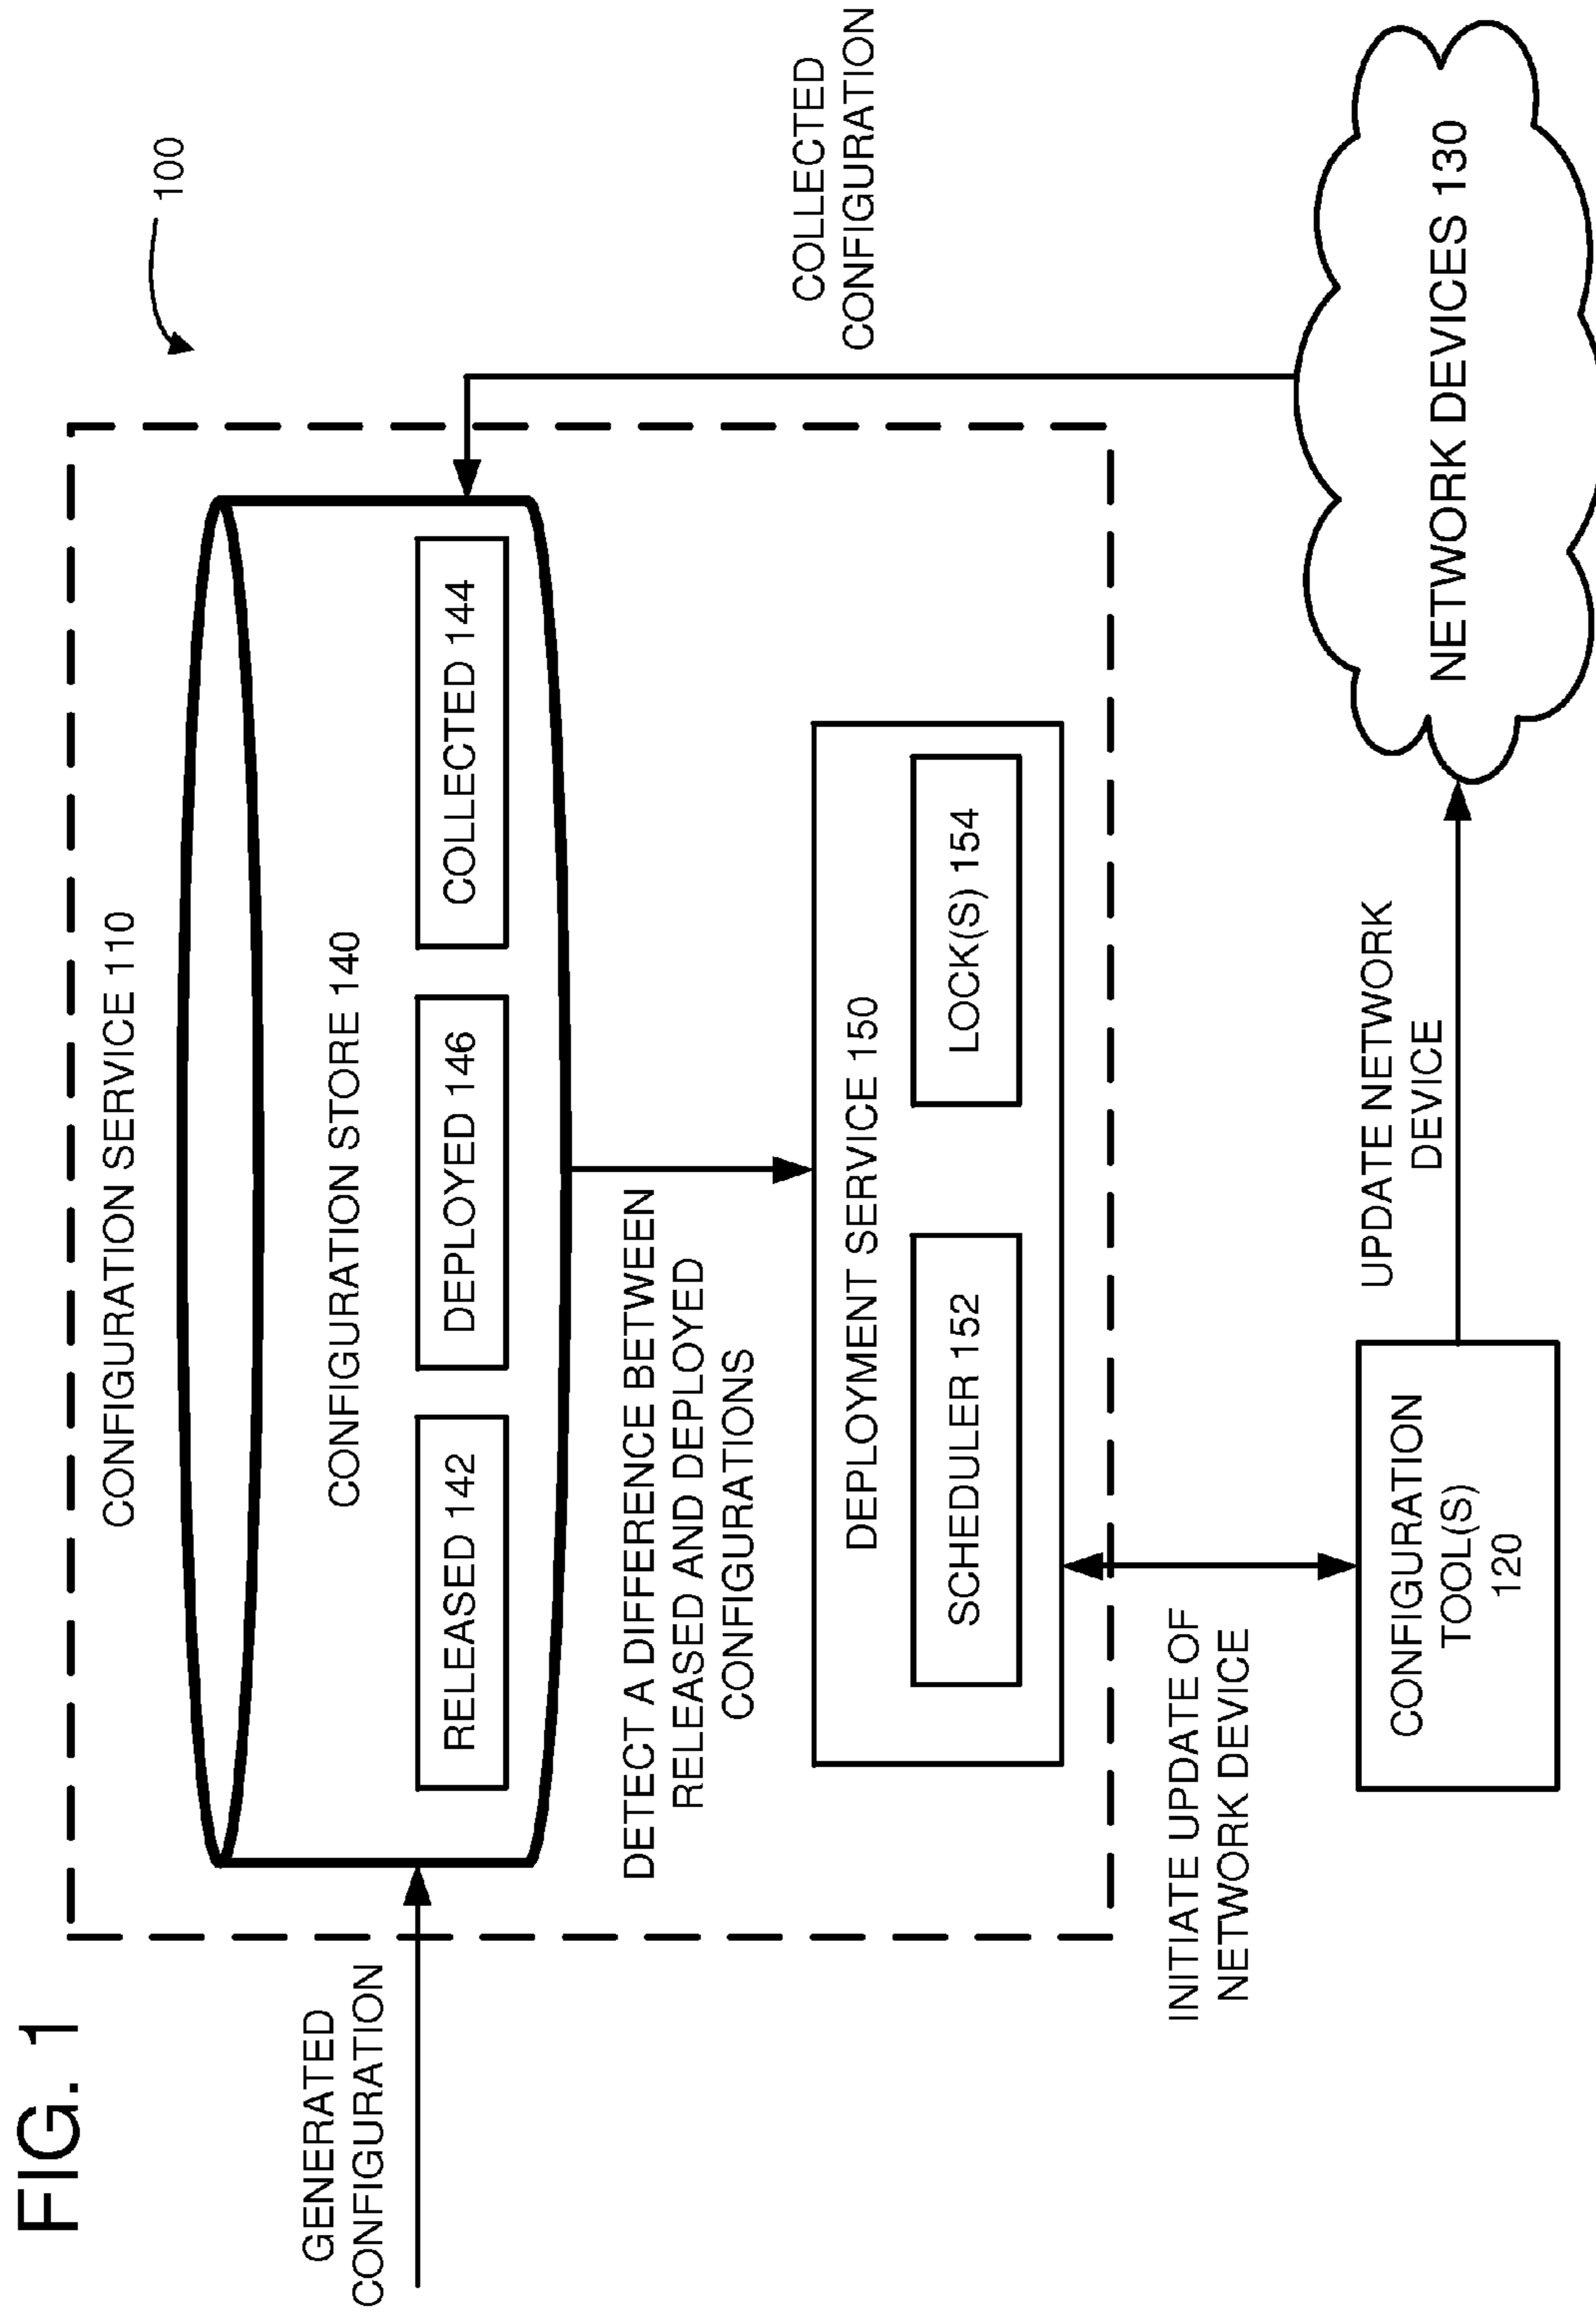 FIG. 1
100
CONFIGURATION SERVICE 110
GENERATED
CONFIGURATION
CONFIGURATION STORE 140
RELEASED 142
DEPLOYED 146
COLLECTED 144
COLLECTED
CONFIGURATION
DETECT A DIFFERENCE BETWEEN
RELEASED AND DEPLOYED
CONFIGURATIONS
DEPLOYMENT SERVICE 150
SCHEDULER 152
LOCK(S) 154
INITIATE UPDATE OF
NETWORK DEVICE
CONFIGURATION
TOOL(S)
120
UPDATE NETWORK
DEVICE
NETWORK DEVICES 130